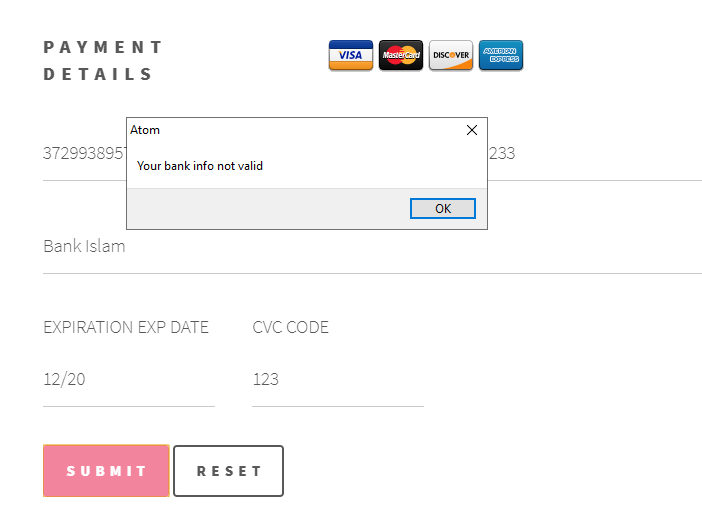 PAYMENT
DETAILS
VISA
MasterCard
DISCOVER
AMERICAN
EXPRESS
Atom
Your bank info not valid
OK
233
Bank Islam
EXPIRATION EXP DATE
CVC CODE
12/20
123
SUBMIT
RESET